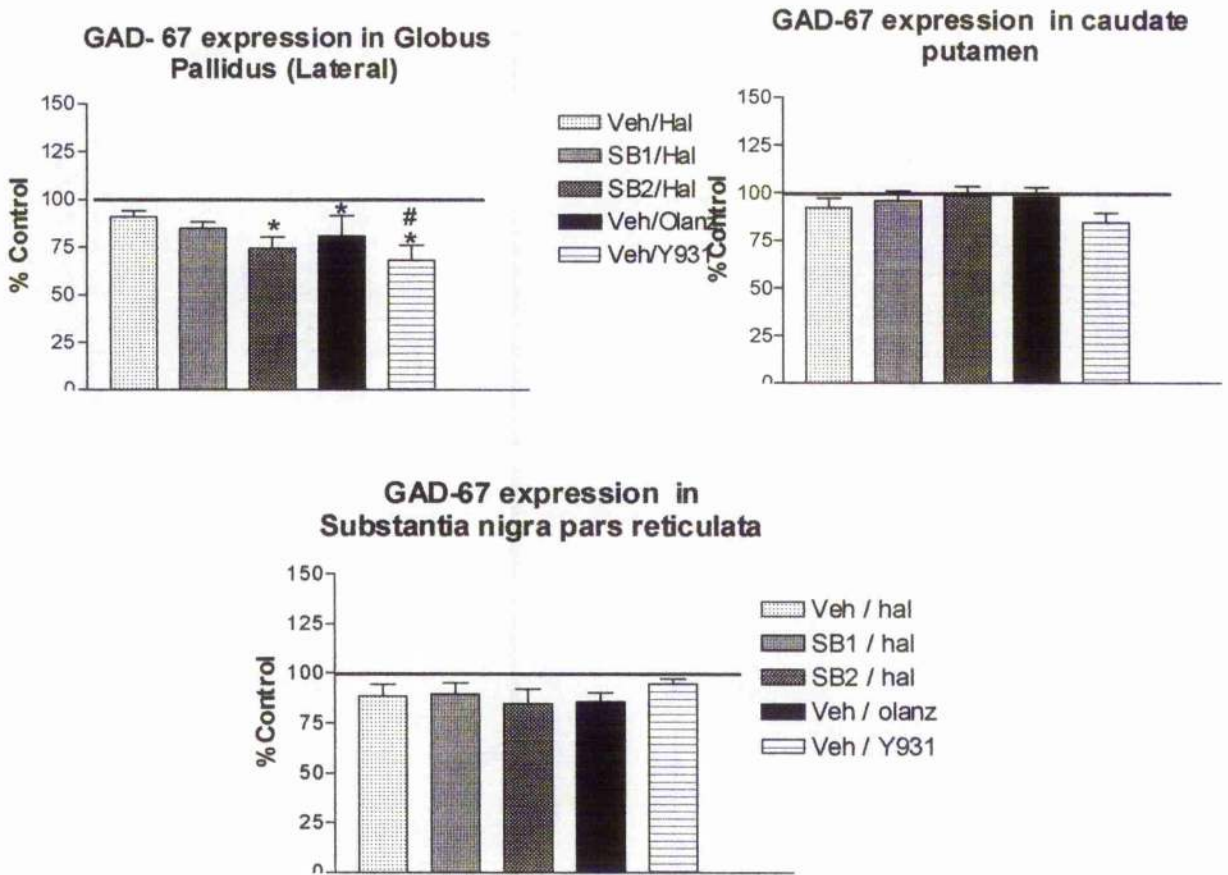 GAD- 67 expression in Globus
Pallidus (Lateral)
150
125
100
75
50
25
0
% Control
*
*
#
*
Veh/Hal
SB1/Hal
SB2/Hal
Veh/Olanz
Veh/Y931
GAD-67 expression in caudate
putamen
150
125
100
75
50
25
0
% Control
GAD-67 expression in
Substantia nigra pars reticulata
150
125
100
75
50
25
0
% Control
Veh / hal
SB1 / hal
SB2 / hal
Veh / olanz
Veh / Y931